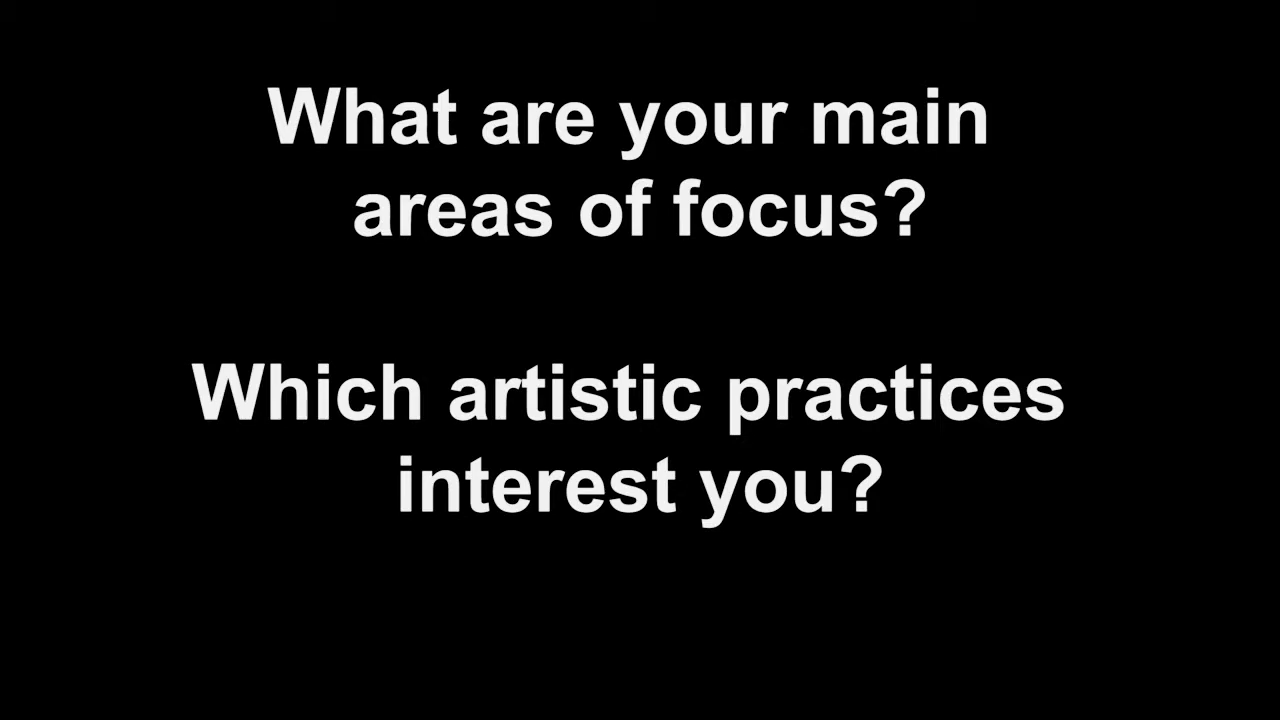 What are your main
areas of focus?
Which artistic practices
interest you?